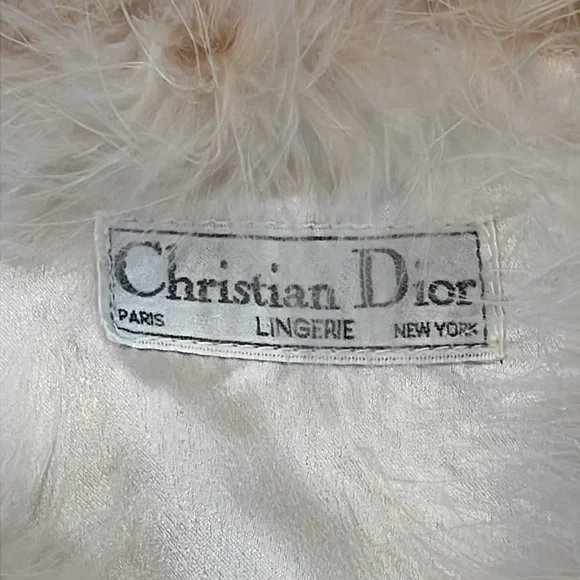 Christian Dior
PARIS LINGERIE NEW YORK